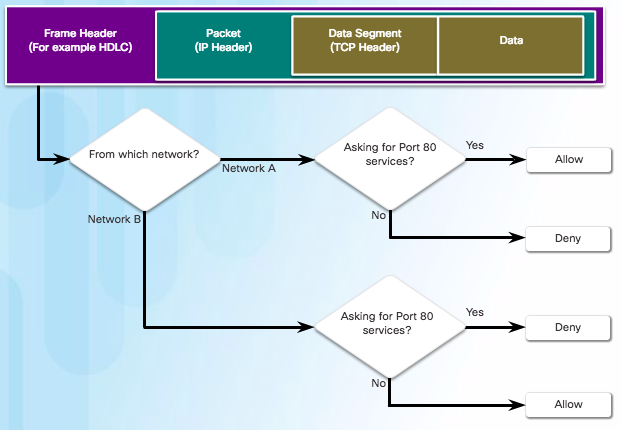 Frame Header
(For example HDLC)
Packet
(IP Header)
Data Segment
(TCP Header)
Data
From which network?
Network A
Asking for Port 80
services?
Yes
Allow
No
Deny
Network B
Asking for Port 80
services?
Yes
Deny
No
Allow